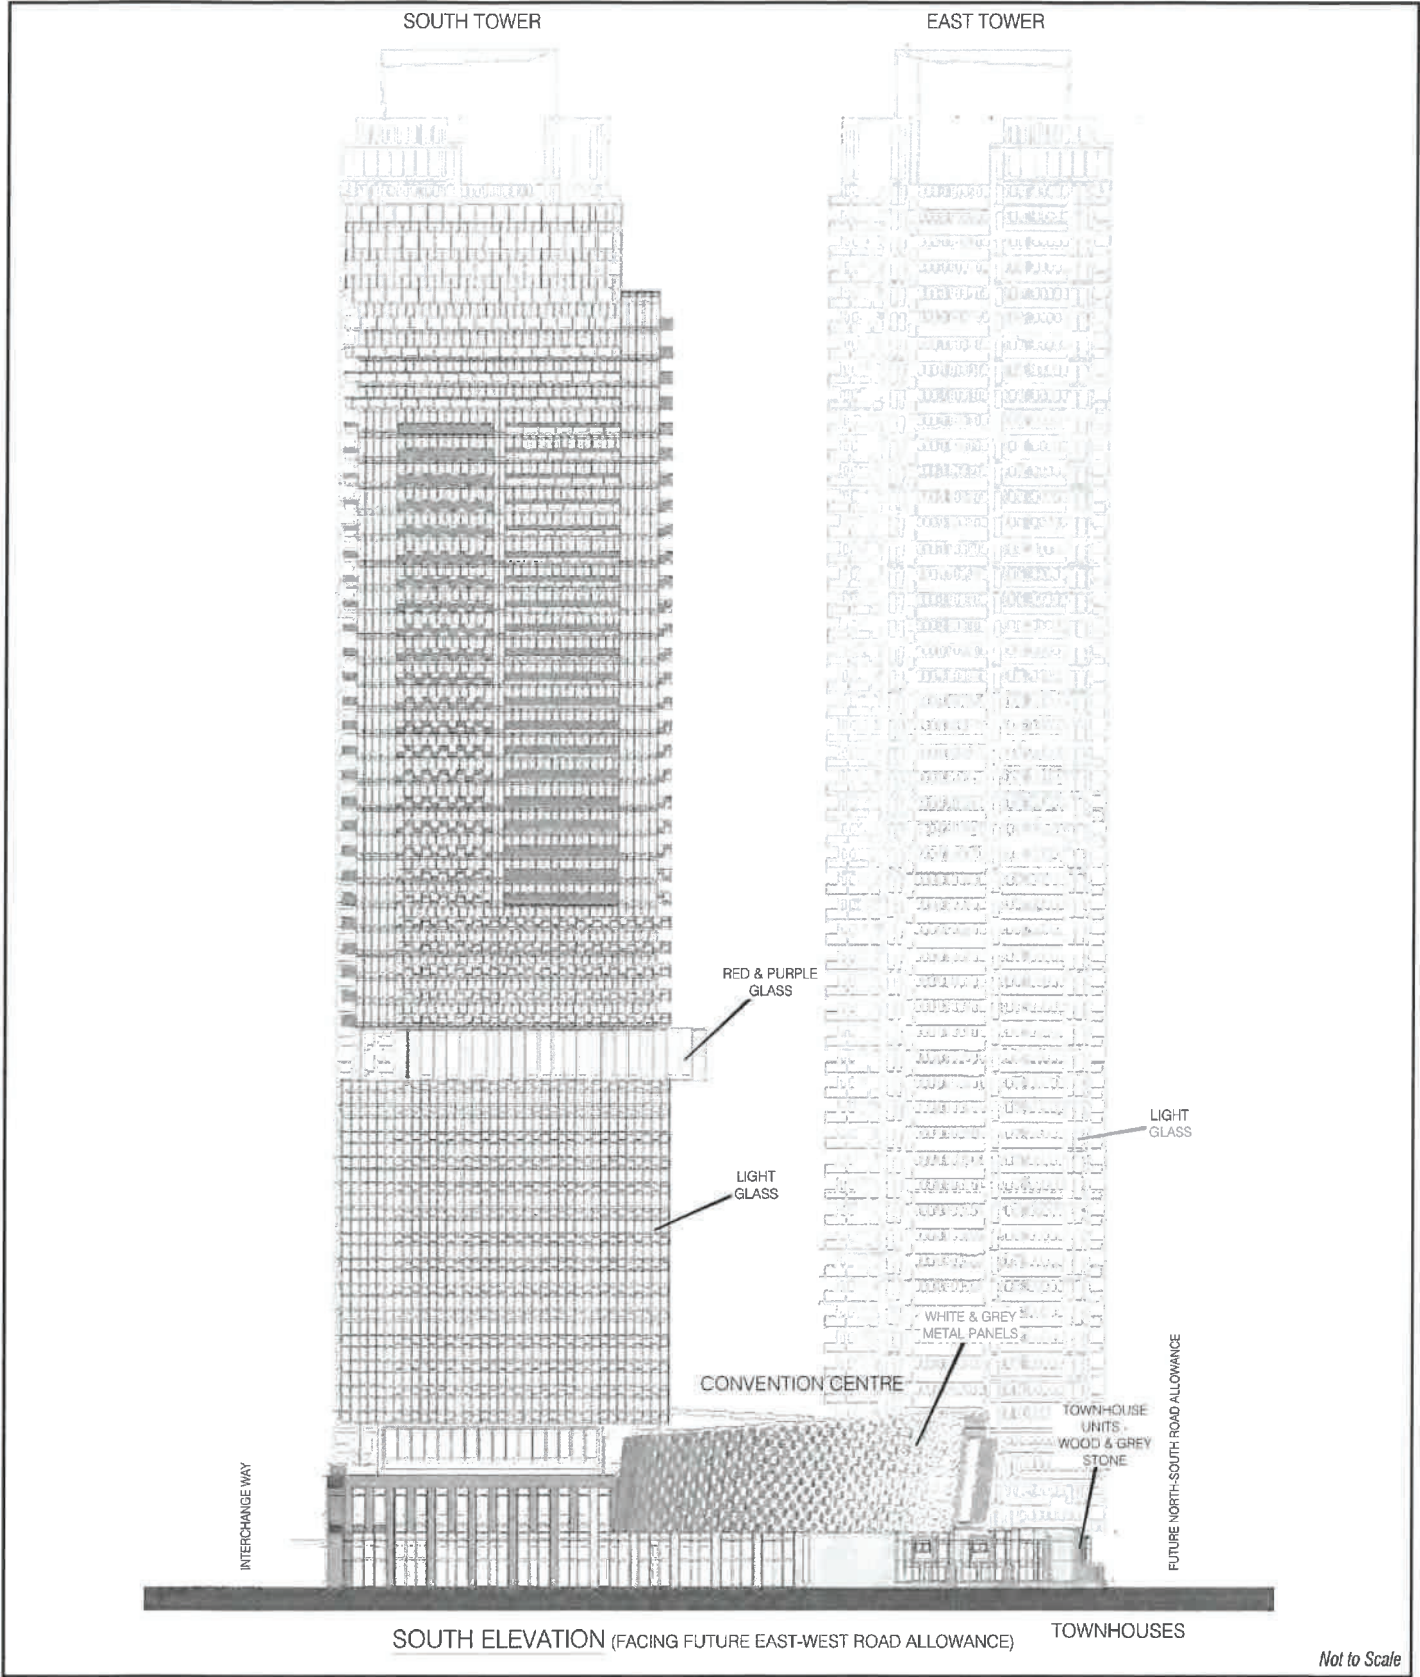 SOUTH TOWER
EAST TOWER
RED & PURPLE
GLASS
LIGHT
GLASS
LIGHT
GLASS
WHITE & GREY
METAL PANELS
CONVENTION CENTRE
TOWNHOUSE
UNITS -
WOOD & GREY
STONE
INTERCHANGE WAY
FUTURE NORTH-SOUTH ROAD ALLOWANCE
SOUTH ELEVATION (FACING FUTURE EAST-WEST ROAD ALLOWANCE)
TOWNHOUSES
Not to Scale